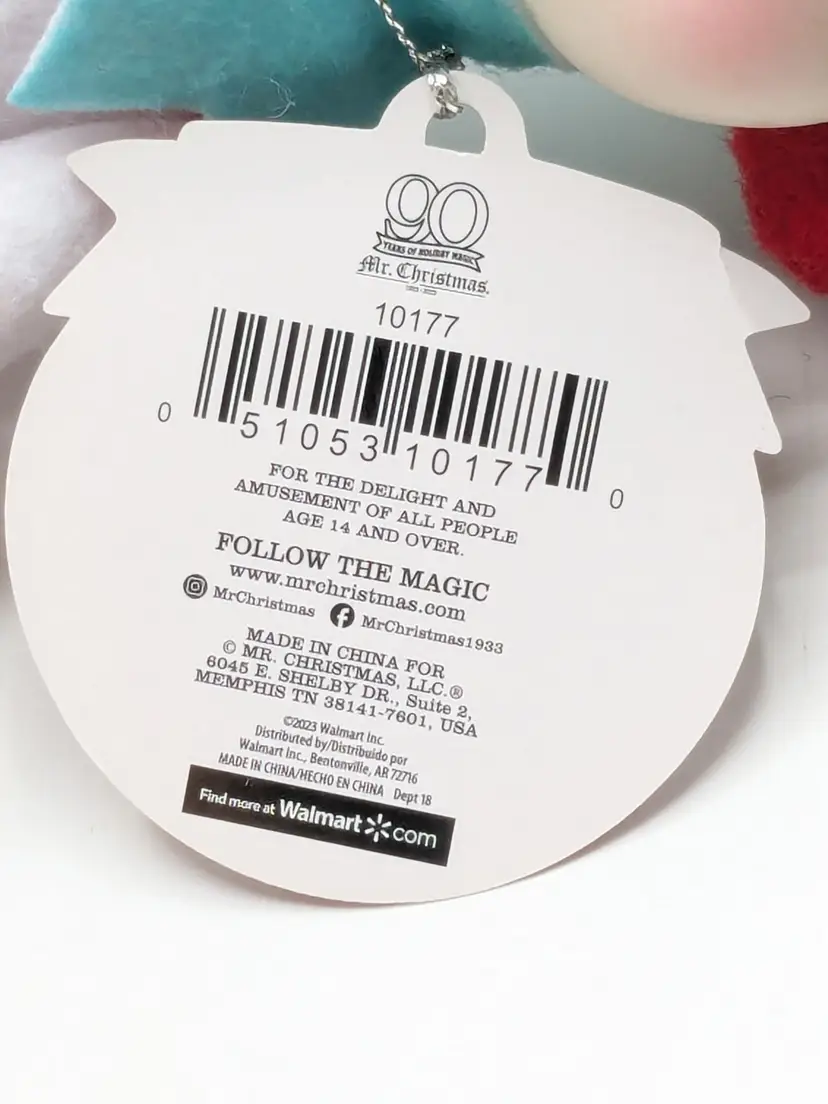 90
YEARS OF HOLIDAY MAGIC
Mr. Christmas.
10177
0 51053 10177 0
FOR THE DELIGHT AND
AMUSEMENT OF ALL PEOPLE
AGE 14 AND OVER.
FOLLOW THE MAGIC
www.mrchristmas.com
MrChristmas MrChristmas1933
MADE IN CHINA FOR
© MR. CHRISTMAS, LLC.®
6045 E. SHELBY DR., Suite 2,
MEMPHIS TN 38141-7601, USA
©2023 Walmart Inc.
Distributed by/Distribuido por
Walmart Inc., Bentonville, AR 72716
MADE IN CHINA/HECHO EN CHINA Dept 18
Find more at Walmart.com